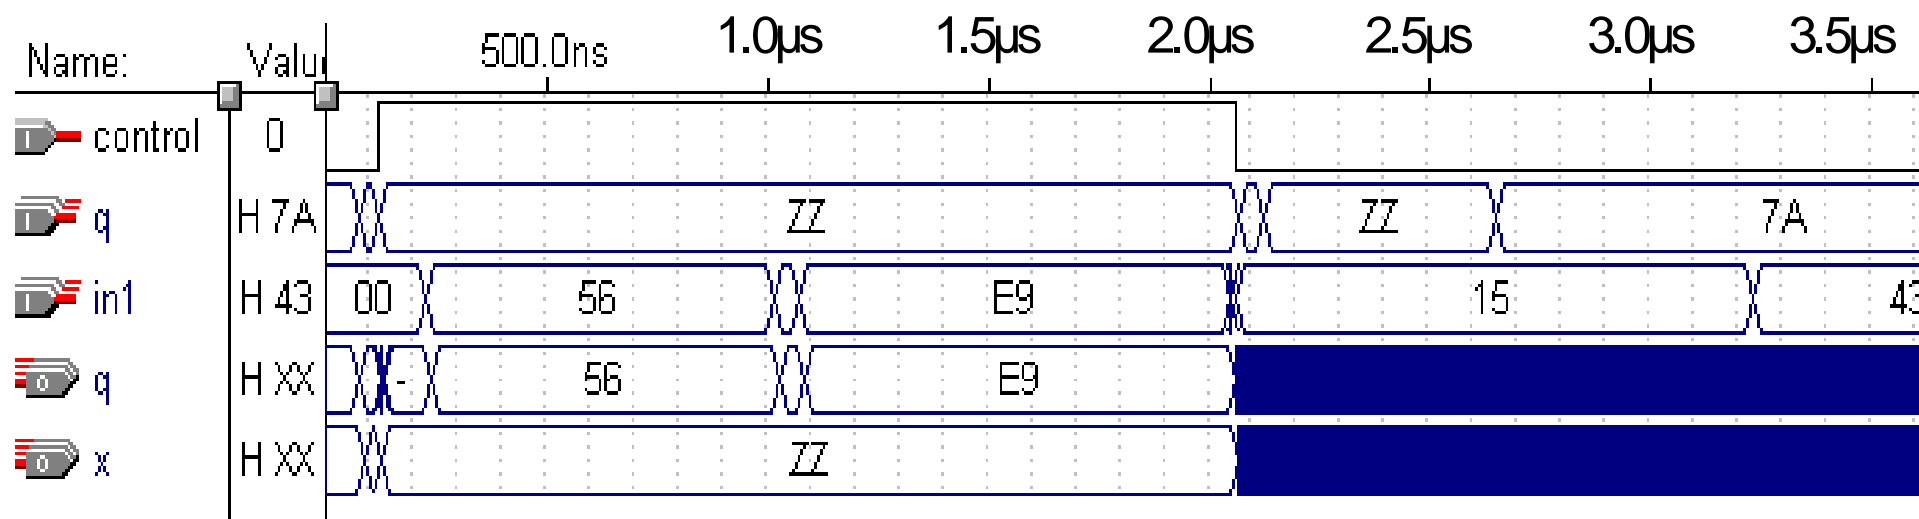 500.0ns 1.0µs 1.5µs 2.0µs 2.5µs 3.0µs 3.5µs
Name: Valu
control 0
q H 7A ZZ ZZ 7A
in1 H 43 00 56 E9 15 43
q H XX - 56 E9
x H XX ZZ